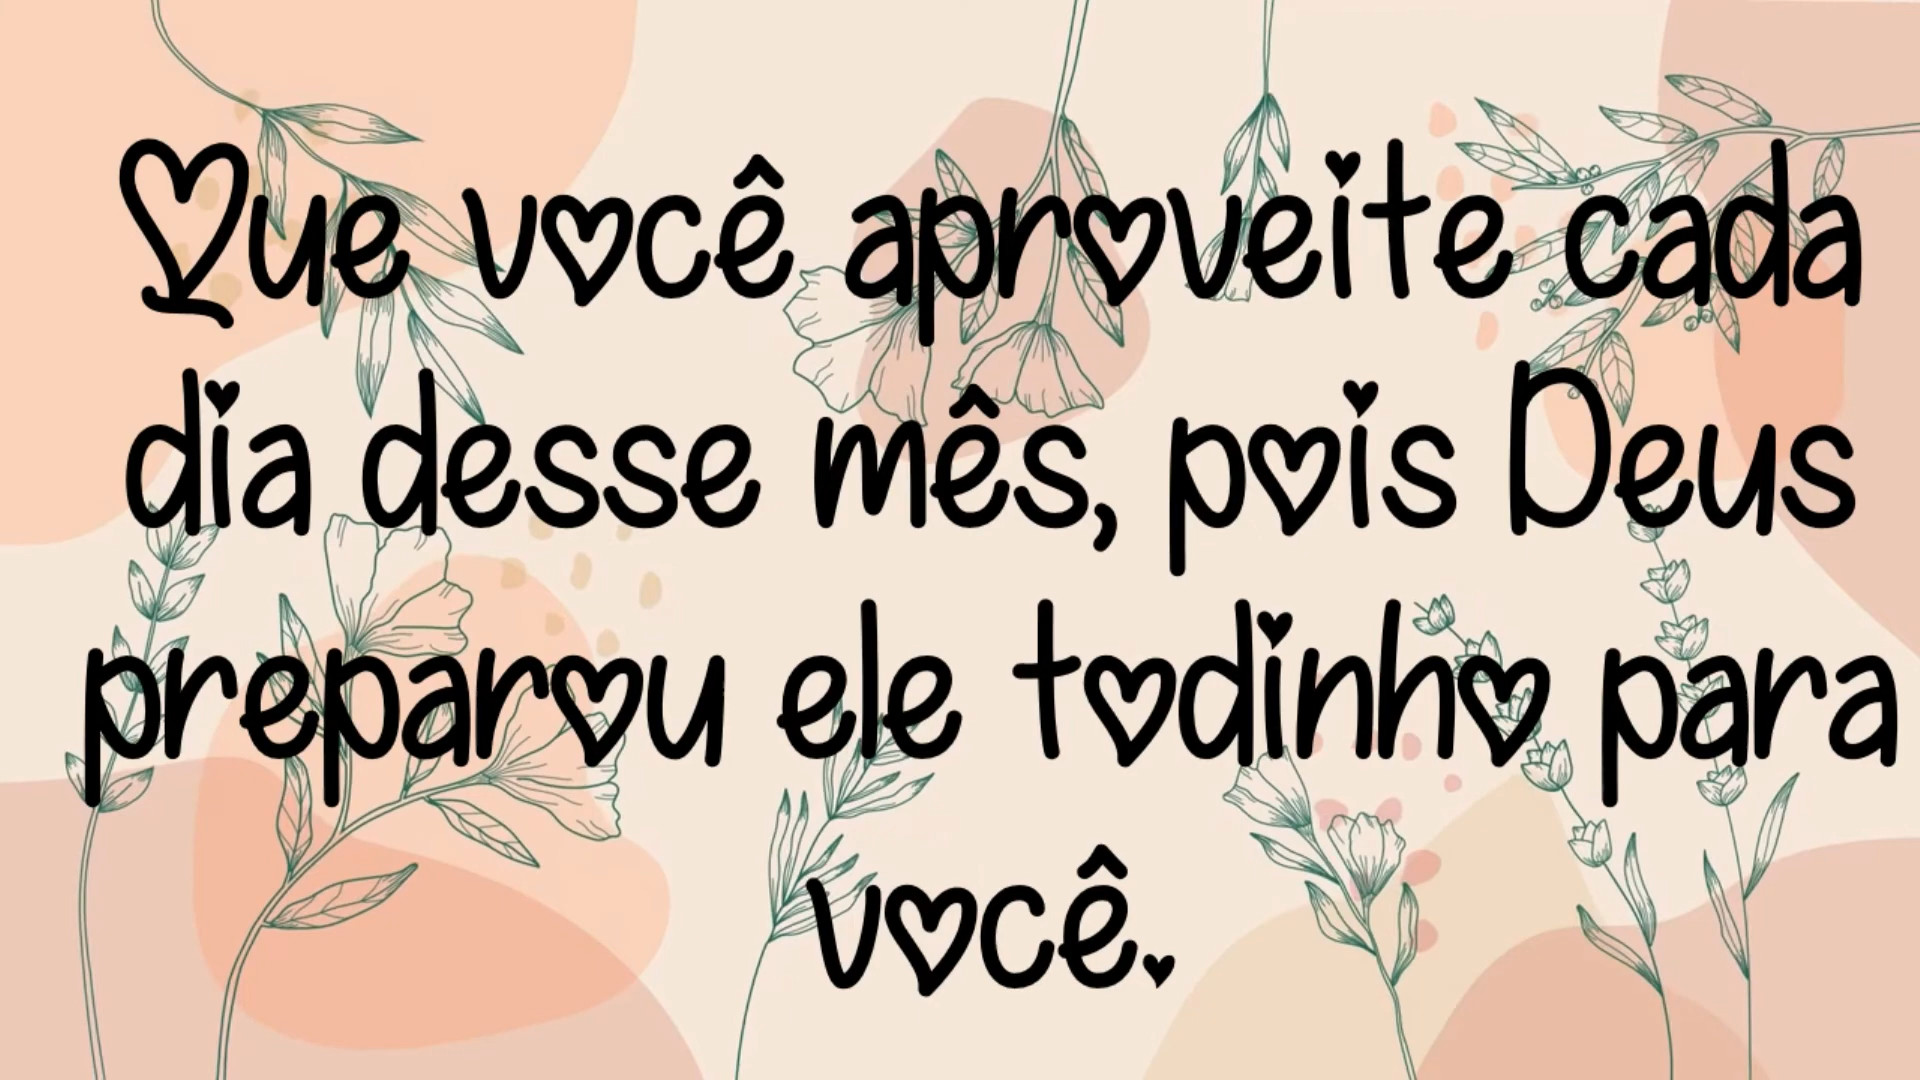 Que você aproveite cada
dia desse mês, pois Deus
preparou ele todinho para
você.